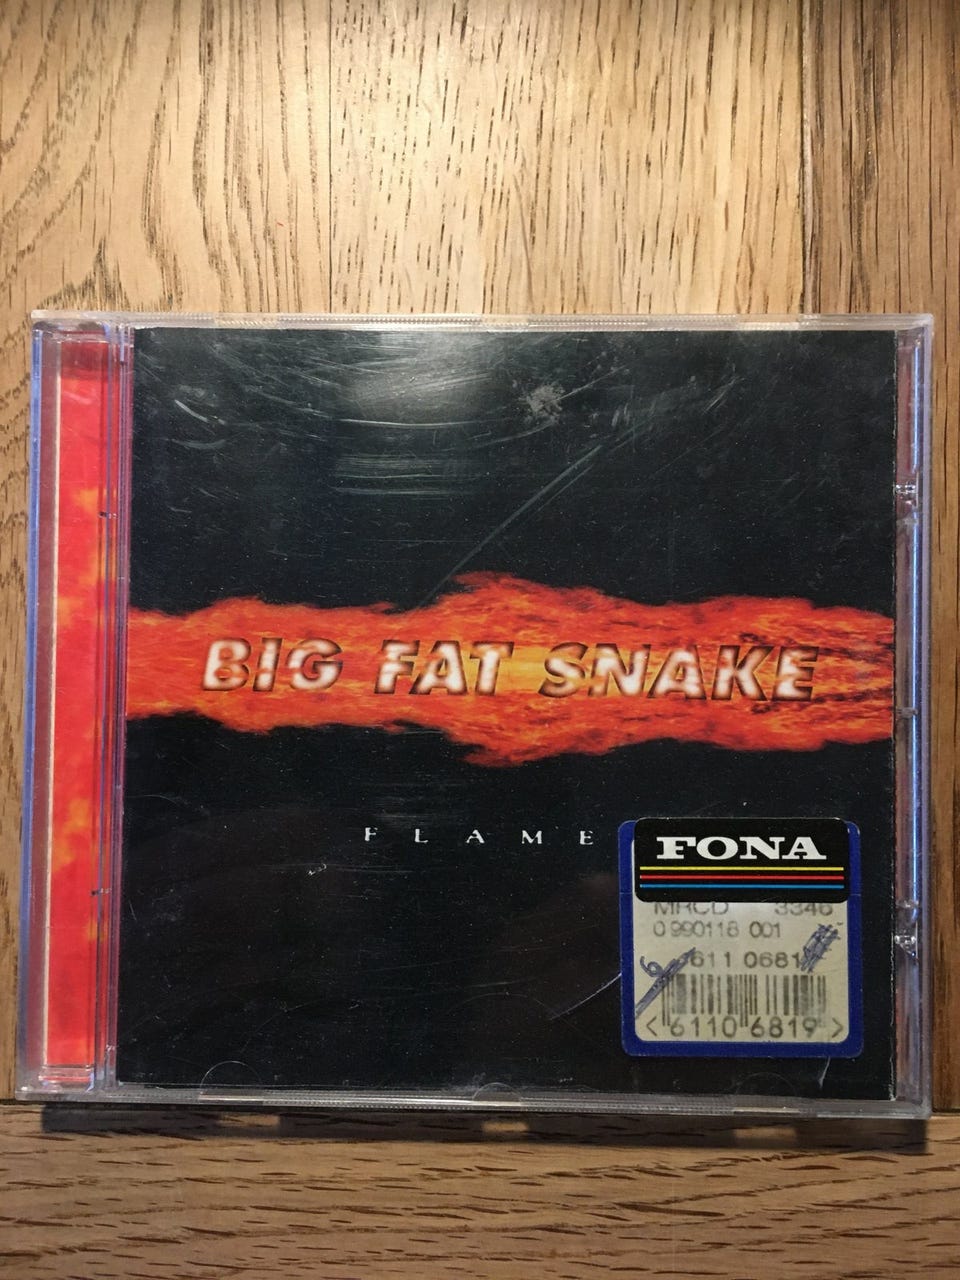 BIG FAT SNAKE
FLAME
FONA
MRCD 3346
0 990118 001
611 0681
< 6110 6819 >